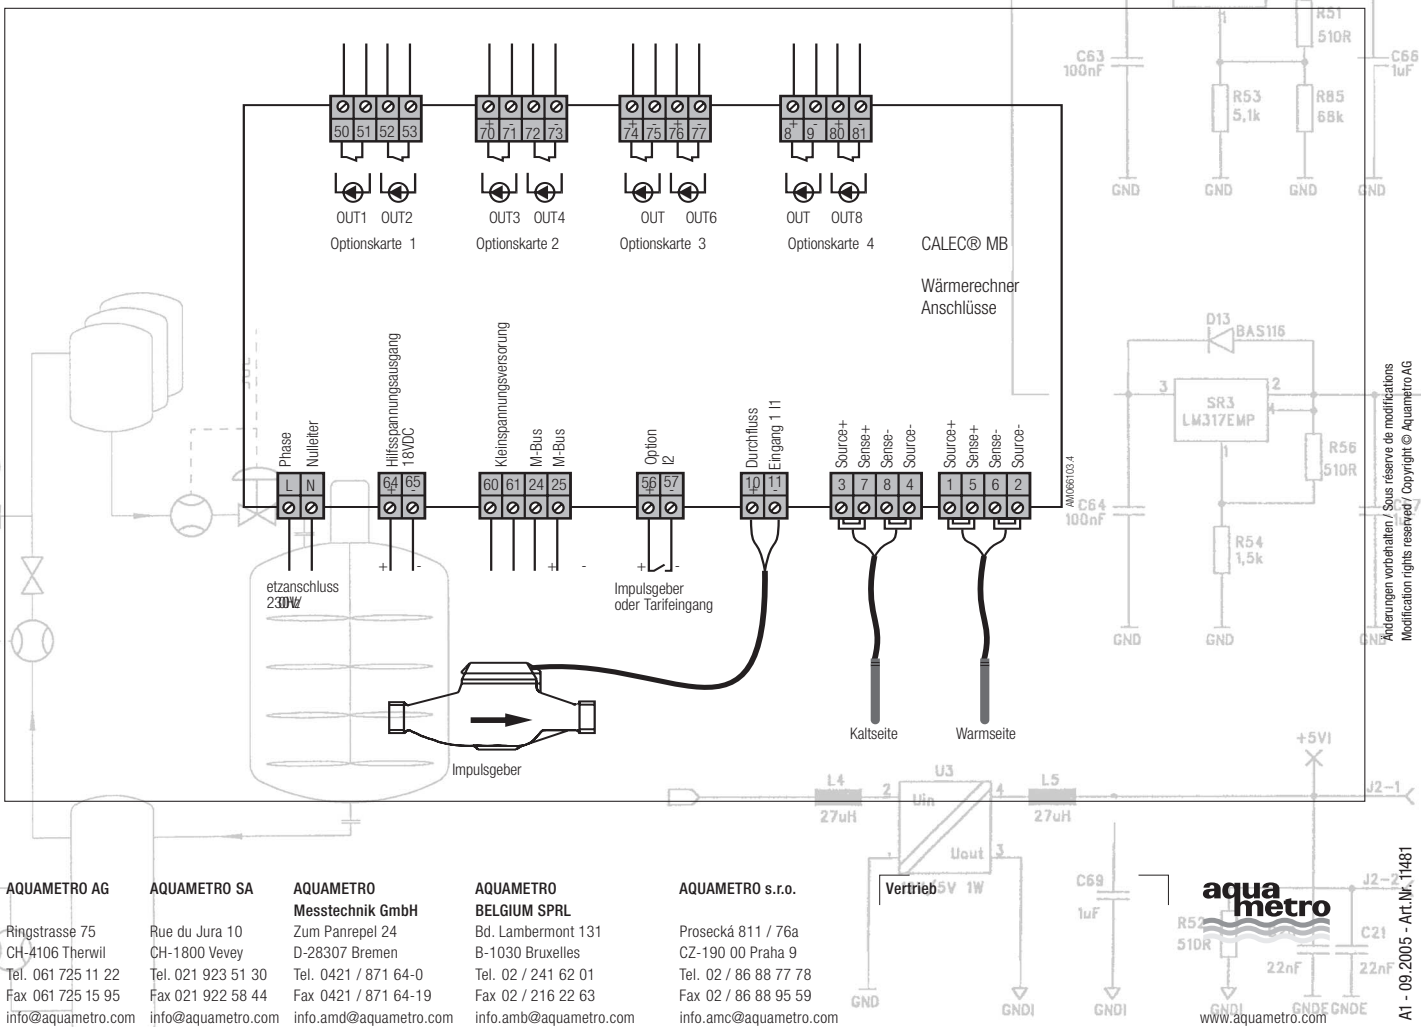 R51
510R
C63
100nF
C66
1uF
R53
5,1k
R85
68k
GND
GND
GND
GND
50 51 52 53
70 71 72 73
74 75 76 77
8 9 80 81
+ - + -
+ - + -
+ - + -
OUT1 OUT2
OUT3 OUT4
OUT OUT6
OUT OUT8
Optionskarte 1
Optionskarte 2
Optionskarte 3
Optionskarte 4
CALEC® MB
Wärmerechner
Anschlüsse
Phase
Nulleiter
Hilfsspannungsausgang
18VDC
Kleinspannungsversorung
M-Bus
M-Bus
Option
I2
Durchfluss
Eingang 1 I1
Source+
Sense+
Sense-
Source-
Source+
Sense+
Sense-
Source-
L N
64 65
+ -
60 61 24 25
56 57
+ -
10 11
+ -
3 7 8 4
1 5 6 2
AM066103.4
+ -
+ -
+ -
etzanschluss
Impulsgeber
oder Tarifeingang
Kaltseite
Warmseite
Impulsgeber
D13
BAS116
3
2
4
SR3
LM317EMP
1
R56
510R
C64
100nF
R54
1,5k
GND
GND
GND
Änderungen vorbehalten / Sous réserve de modifications
Modification rights reserved / Copyright © Aquametro AG
+5VI
L4
27uH
U3
2
4
Uin
Uout
1
3
5V 1W
L5
27uH
J2-1
J2-2
C69
1uF
R52
510R
C21
22nF
22nF
GND
GNDI
GNDI
GNDI
GNDE
GNDE
AQUAMETRO AG
Ringstrasse 75
CH-4106 Therwil
Tel. 061 725 11 22
Fax 061 725 15 95
info@aquametro.com
AQUAMETRO SA
Rue du Jura 10
CH-1800 Vevey
Tel. 021 923 51 30
Fax 021 922 58 44
info@aquametro.com
AQUAMETRO
Messtechnik GmbH
Zum Panrepel 24
D-28307 Bremen
Tel. 0421 / 871 64-0
Fax 0421 / 871 64-19
info.amd@aquametro.com
AQUAMETRO
BELGIUM SPRL
Bd. Lambermont 131
B-1030 Bruxelles
Tel. 02 / 241 62 01
Fax 02 / 216 22 63
info.amb@aquametro.com
AQUAMETRO s.r.o.
Prosecká 811 / 76a
CZ-190 00 Praha 9
Tel. 02 / 86 88 77 78
Fax 02 / 86 88 95 59
info.amc@aquametro.com
Vertrieb
aqua
metro
www.aquametro.com
A1 - 09.2005 - Art.Nr. 11481